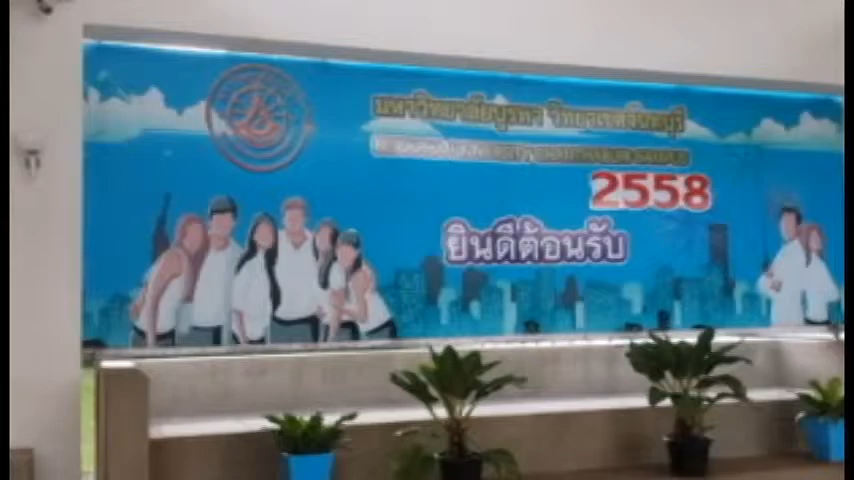 มหาวิทยาลัยบูรพา วิทยาเขตจันทบุรี
2558
ยินดีต้อนรับ